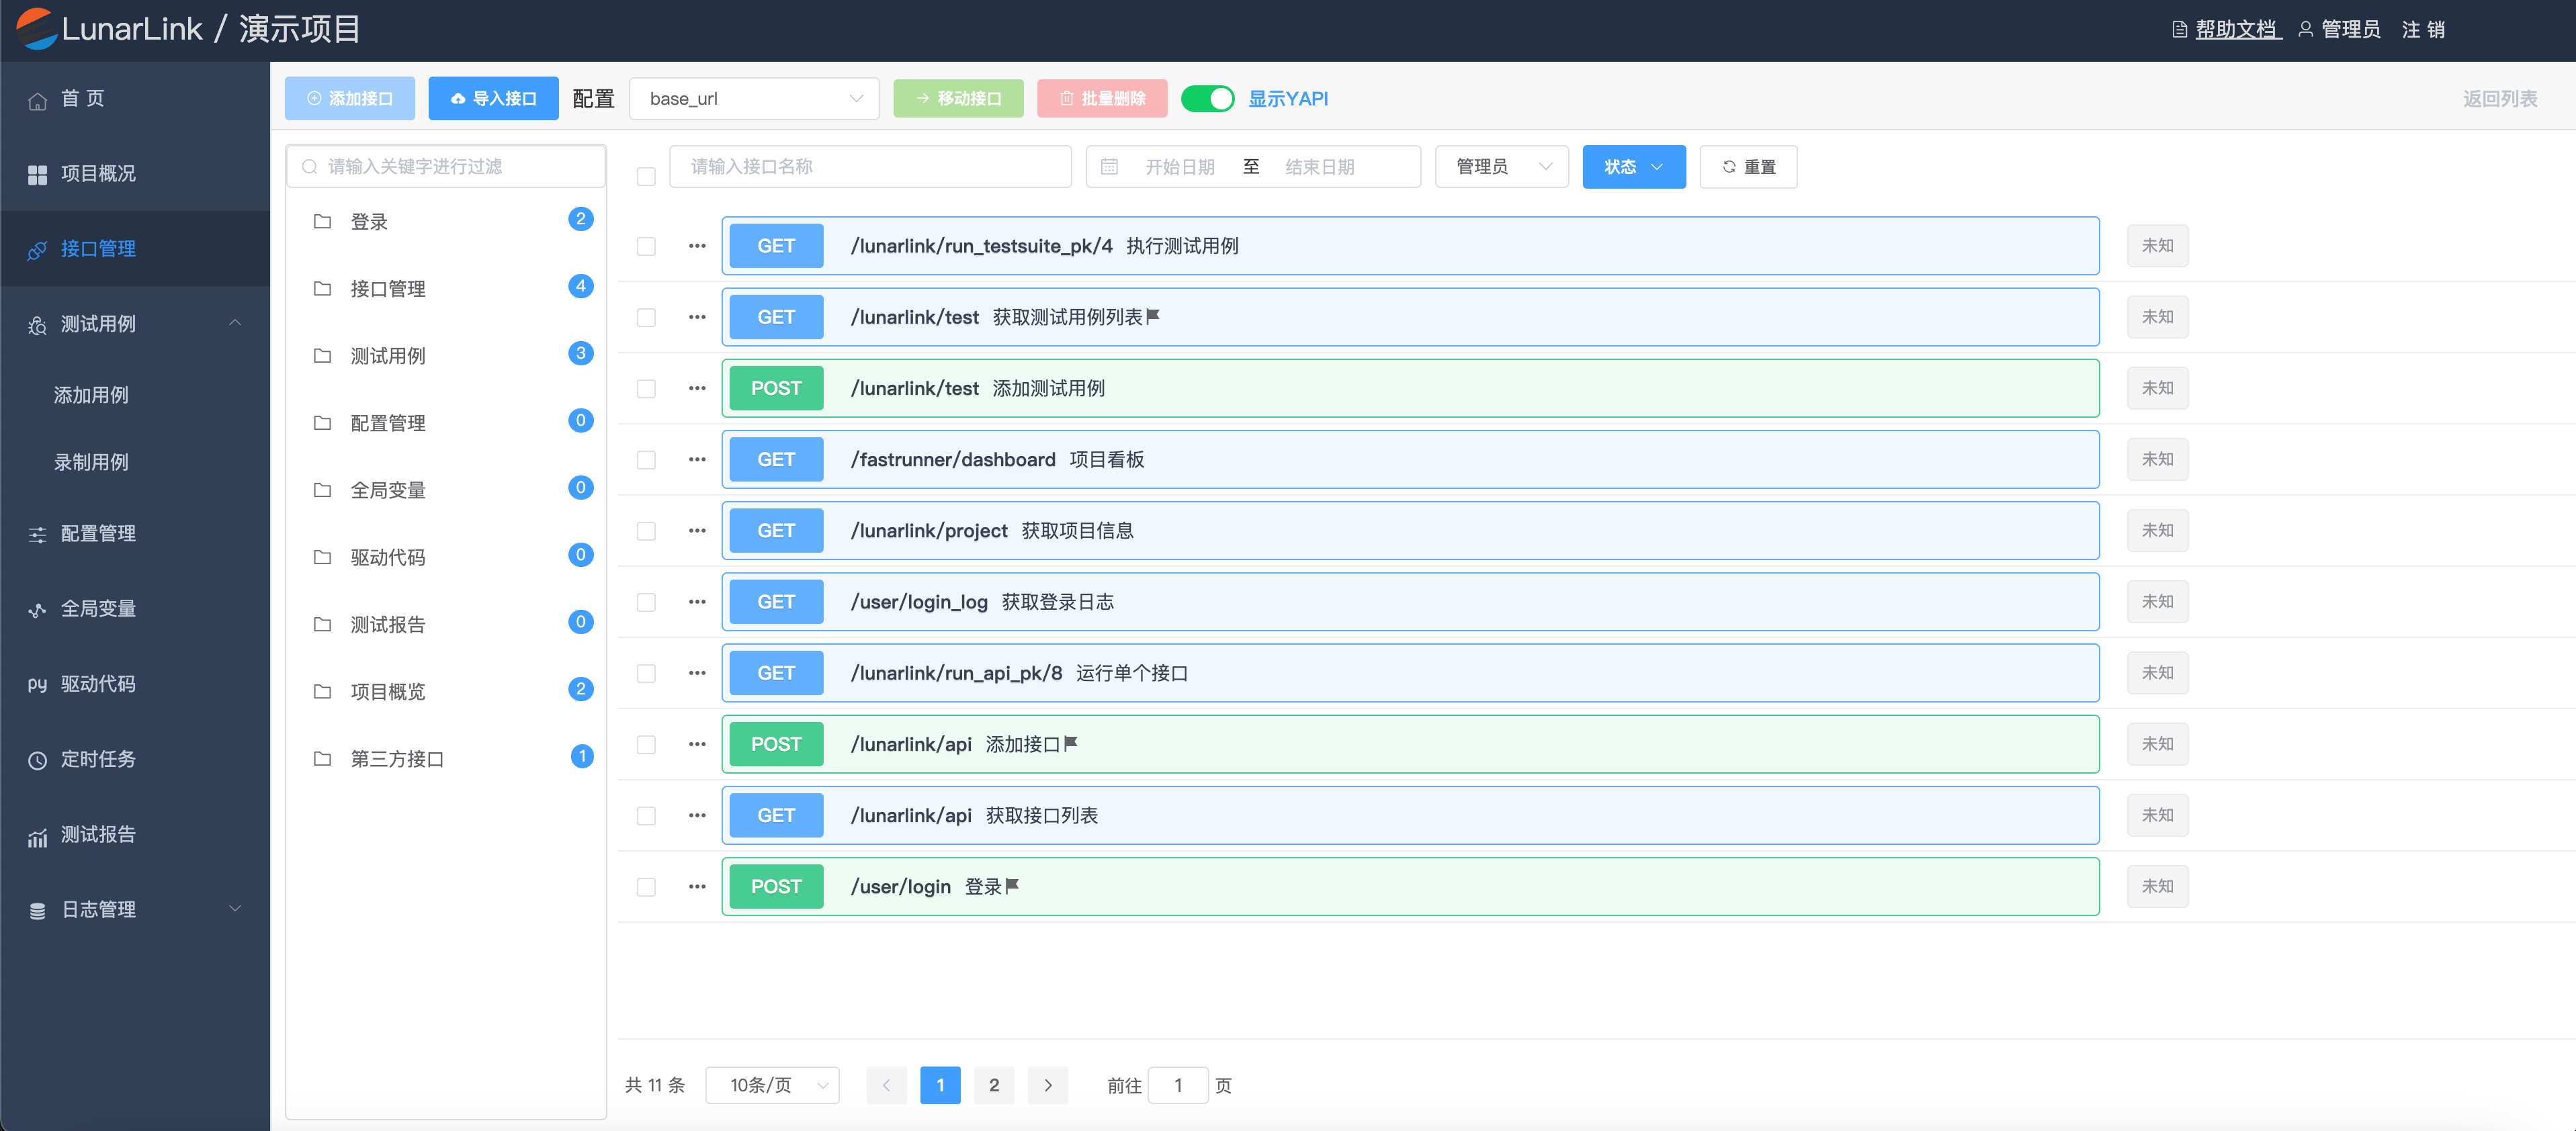 LunarLink / 演示项目
帮助文档 管理员 注 销
首 页
项目概况
接口管理
测试用例
添加用例
录制用例
配置管理
全局变量
py 驱动代码
定时任务
测试报告
日志管理
添加接口 导入接口 配置 base_url 移动接口 批量删除 显示YAPI 返回列表
请输入关键字进行过滤
登录 2
接口管理 4
测试用例 3
配置管理 0
全局变量 0
驱动代码 0
测试报告 0
项目概览 2
第三方接口 1
请输入接口名称 开始日期 至 结束日期 管理员 状态 重置
GET /lunarlink/run_testsuite_pk/4 执行测试用例 未知
GET /lunarlink/test 获取测试用例列表 未知
POST /lunarlink/test 添加测试用例 未知
GET /fastrunner/dashboard 项目看板 未知
GET /lunarlink/project 获取项目信息 未知
GET /user/login_log 获取登录日志 未知
GET /lunarlink/run_api_pk/8 运行单个接口 未知
POST /lunarlink/api 添加接口 未知
GET /lunarlink/api 获取接口列表 未知
POST /user/login 登录 未知
共 11 条 10条/页 1 2 前往 1 页